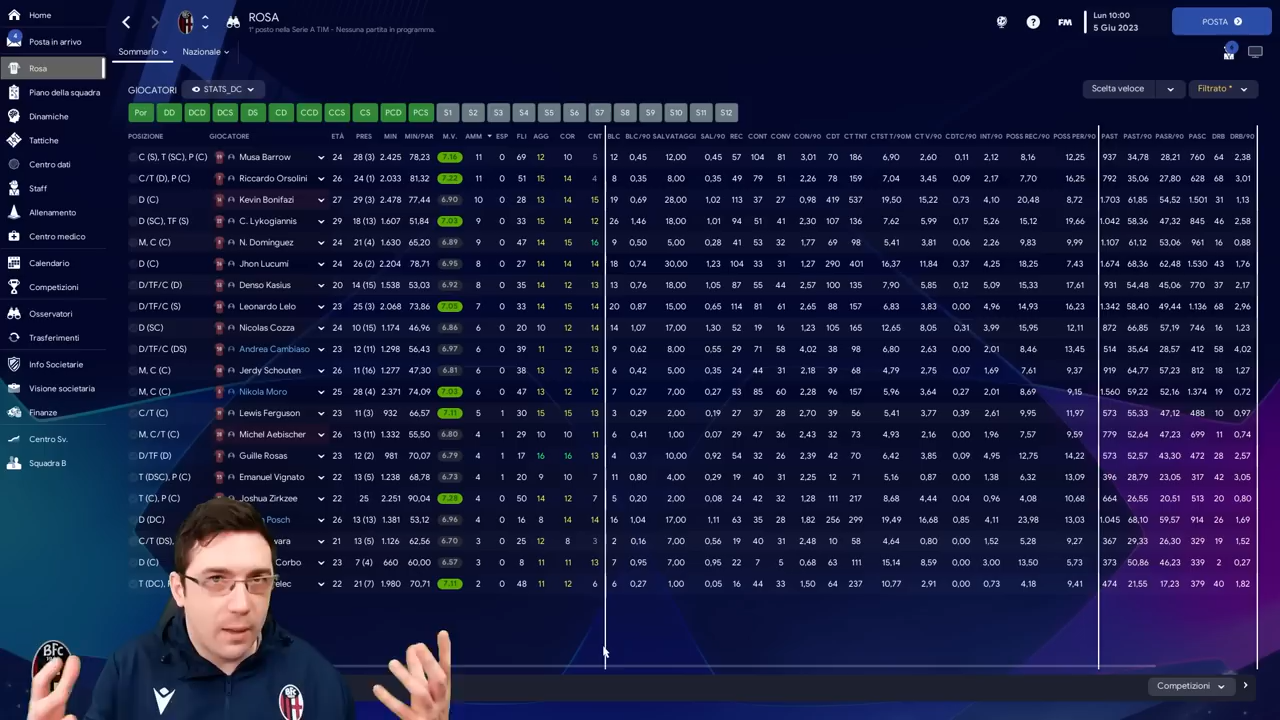 Home
ROSA
1° posto nella Serie A TIM - Nessuna partita in programma.
FM
Lun 10:00
5 Giu 2023
POSTA
4
Posta in arrivo
Sommario
Nazionale
Rosa
GIOCATORI
STATS_DC
Scelta veloce
Filtrato *
Piano della squadra
Dinamiche
Por DD DCD DCS DS CD CCD CCS CS PCD PCS S1 S2 S3 S4 S5 S6 S7 S8 S9 S10 S11 S12
POSIZIONE GIOCATORE ETÀ PRES MIN MIN/PAR M.V. AMM ESP FLI AGG COR CNT BLC BLC/90 SALVATAGGI SAL/90 REC CONT CONV CON/90 CDT CT TNT CTST T/90M CT V/90 CDTC/90 INT/90 POSS REC/90 POSS PER/90 PAST PAST/90 PASR/90 PASC DRB DRB/90
Tattiche
C (S), T (SC), P (C) Musa Barrow 24 28 (3) 2.425 78,23 7.16 11 0 69 12 10 5 12 0,45 12,00 0,45 57 104 81 3,01 70 186 6,90 2,60 0,11 2,12 8,16 12,25 937 34,78 28,21 760 64 2,38
Centro dati
C/T (D), P (C) Riccardo Orsolini 26 24 (1) 2.033 81,32 7.22 11 0 51 15 14 4 8 0,35 8,00 0,35 49 79 51 2,26 78 159 7,04 3,45 0,09 2,17 7,70 16,25 792 35,06 27,80 628 68 3,01
Staff
D (C) Kevin Bonifazi 27 29 (3) 2.478 77,44 6.90 10 0 28 13 14 15 19 0,69 28,00 1,02 113 37 27 0,98 419 537 19,50 15,22 0,73 4,10 20,48 8,72 1.703 61,85 54,52 1.501 31 1,13
Allenamento
D (SC), TF (S) C. Lykogiannis 29 18 (13) 1.607 51,84 7.03 9 0 33 15 14 12 26 1,46 18,00 1,01 94 51 41 2,30 107 136 7,62 5,99 0,17 5,26 15,12 19,66 1.042 58,36 47,32 845 46 2,58
Centro medico
M, C (C) N. Domínguez 24 21 (4) 1.630 65,20 6.89 9 0 47 14 15 16 9 0,50 5,00 0,28 41 53 32 1,77 69 98 5,41 3,81 0,06 2,26 9,83 9,99 1.107 61,12 53,06 961 16 0,88
Calendario
D (C) Jhon Lucumí 24 26 (2) 2.204 78,71 6.95 8 0 27 14 14 14 18 0,74 30,00 1,23 104 33 31 1,27 290 401 16,37 11,84 0,37 4,25 18,25 7,43 1.674 68,36 62,48 1.530 43 1,76
Competizioni
D/TF/C (D) Denso Kasius 20 14 (15) 1.538 53,03 6.92 8 0 35 14 12 14 13 0,76 18,00 1,05 87 55 44 2,57 100 135 7,90 5,85 0,12 5,09 15,33 17,61 931 54,48 45,06 770 37 2,17
D/TF/C (S) Leonardo Lelo 23 25 (3) 2.068 73,86 7.05 7 0 33 14 15 14 20 0,87 15,00 0,65 114 81 61 2,65 88 157 6,83 3,83 0,00 4,96 14,93 16,23 1.342 58,40 49,44 1.136 68 2,96
Osservatori
D (SC) Nicolas Cozza 24 10 (15) 1.174 46,96 6.86 6 0 20 10 12 14 14 1,07 17,00 1,30 52 19 16 1,23 105 165 12,65 8,05 0,31 3,99 15,95 12,11 872 66,85 57,19 746 16 1,23
Trasferimenti
D/TF/C (DS) Andrea Cambiaso 23 12 (11) 1.298 56,43 6.97 6 0 39 11 12 13 9 0,62 8,00 0,55 29 71 58 4,02 38 98 6,80 2,63 0,00 2,01 8,46 13,45 514 35,64 28,57 412 58 4,02
Info Societarie
M, C (C) Jerdy Schouten 26 11 (16) 1.277 47,30 6.81 6 0 38 13 12 15 6 0,42 5,00 0,35 24 44 31 2,18 39 68 4,79 2,75 0,07 1,69 7,61 9,37 919 64,77 57,23 812 18 1,27
Visione societaria
M, C (C) Nikola Moro 25 28 (4) 2.371 74,09 7.03 6 0 47 13 12 12 7 0,27 7,00 0,27 53 85 60 2,28 96 157 5,96 3,64 0,27 2,01 8,69 9,15 1.560 59,22 52,16 1.374 19 0,72
Finanze
C/T (C) Lewis Ferguson 23 11 (3) 932 66,57 7.11 5 1 30 15 15 13 3 0,29 2,00 0,19 27 37 28 2,70 39 56 5,41 3,77 0,39 2,61 9,95 11,97 573 55,33 47,12 488 10 0,97
Centro Sv.
M, C/T (C) Michel Aebischer 26 13 (11) 1.332 55,50 6.80 4 1 29 10 10 11 6 0,41 1,00 0,07 29 47 36 2,43 32 73 4,93 2,16 0,00 1,96 7,57 9,59 779 52,64 47,23 699 11 0,74
Squadra B
D/TF (D) Guille Rosas 22 12 (2) 981 70,07 6.79 4 1 17 16 16 13 4 0,37 10,00 0,92 54 32 26 2,39 42 70 6,42 3,85 0,09 4,95 12,75 14,22 573 52,57 43,30 472 28 2,57
T (DSC), P (C) Emanuel Vignato 22 13 (12) 1.238 68,78 6.73 4 1 20 9 10 7 11 0,80 4,00 0,29 19 40 31 2,25 12 71 5,16 0,87 0,00 1,38 6,32 13,09 396 28,79 23,05 317 42 3,05
T (C), P (C) Joshua Zirkzee 22 25 2.251 90,04 7.28 4 0 50 14 12 7 5 0,20 2,00 0,08 24 42 32 1,28 111 217 8,68 4,44 0,04 0,96 4,08 10,68 664 26,55 20,51 513 20 0,80
D (DC) Posch 26 13 (13) 1.381 53,12 6.96 4 0 16 8 14 14 16 1,04 17,00 1,11 63 35 28 1,82 256 299 19,49 16,68 0,85 4,11 23,98 13,03 1.045 68,10 59,57 914 26 1,69
C/T (DS), wara 21 13 (5) 1.126 62,56 6.70 3 0 25 12 8 3 2 0,16 7,00 0,56 19 40 31 2,48 10 58 4,64 0,80 0,00 1,52 5,28 9,27 367 29,33 26,30 329 19 1,52
D (C) Corbo 23 7 (4) 660 60,00 6.57 3 0 8 11 11 13 7 0,95 7,00 0,95 22 7 5 0,68 63 111 15,14 8,59 0,00 3,00 13,50 5,73 373 50,86 46,23 339 2 0,27
T (DC), elec 22 21 (7) 1.980 70,71 7.11 2 0 48 11 12 6 6 0,27 1,00 0,05 16 44 33 1,50 64 237 10,77 2,91 0,00 0,73 4,18 9,41 474 21,55 17,23 379 40 1,82
BFC
BFC
Competizioni